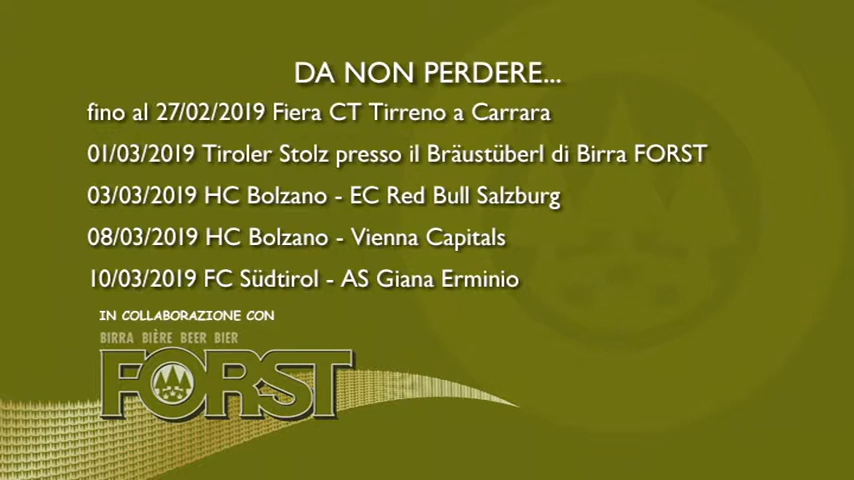 DA NON PERDERE...
fino al 27/02/2019 Fiera CT Tirreno a Carrara
01/03/2019 Tiroler Stolz presso il Bräustüberl di Birra FORST
03/03/2019 HC Bolzano - EC Red Bull Salzburg
08/03/2019 HC Bolzano - Vienna Capitals
10/03/2019 FC Südtirol - AS Giana Erminio
IN COLLABORAZIONE CON
BIRRA BIÈRE BEER BIER
FORST